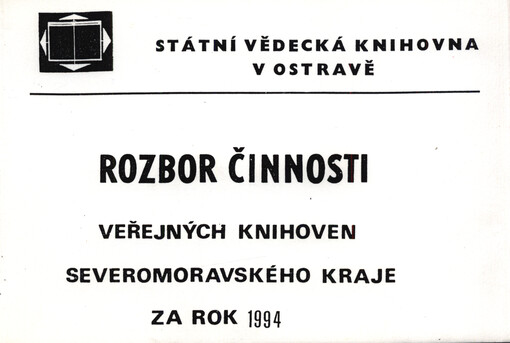 STÁTNÍ VĚDECKÁ KNIHOVNA
V OSTRAVĚ
ROZBOR ČINNOSTI
VEŘEJNÝCH KNIHOVEN
SEVEROMORAVSKÉHO KRAJE
ZA ROK 1994